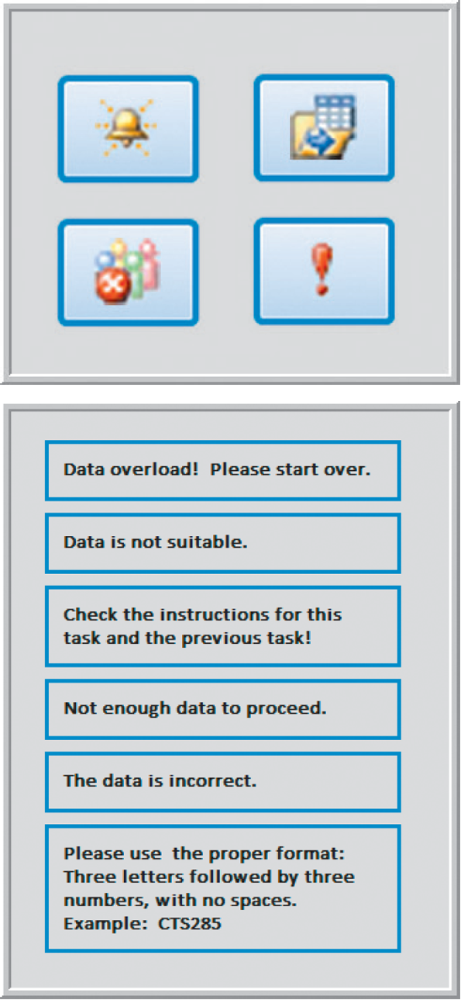 Data overload!  Please start over.
Data is not suitable.
Check the instructions for this
task and the previous task!
Not enough data to proceed.
The data is incorrect.
Please use  the proper format:
Three letters followed by three
numbers, with no spaces.
Example:  CTS285